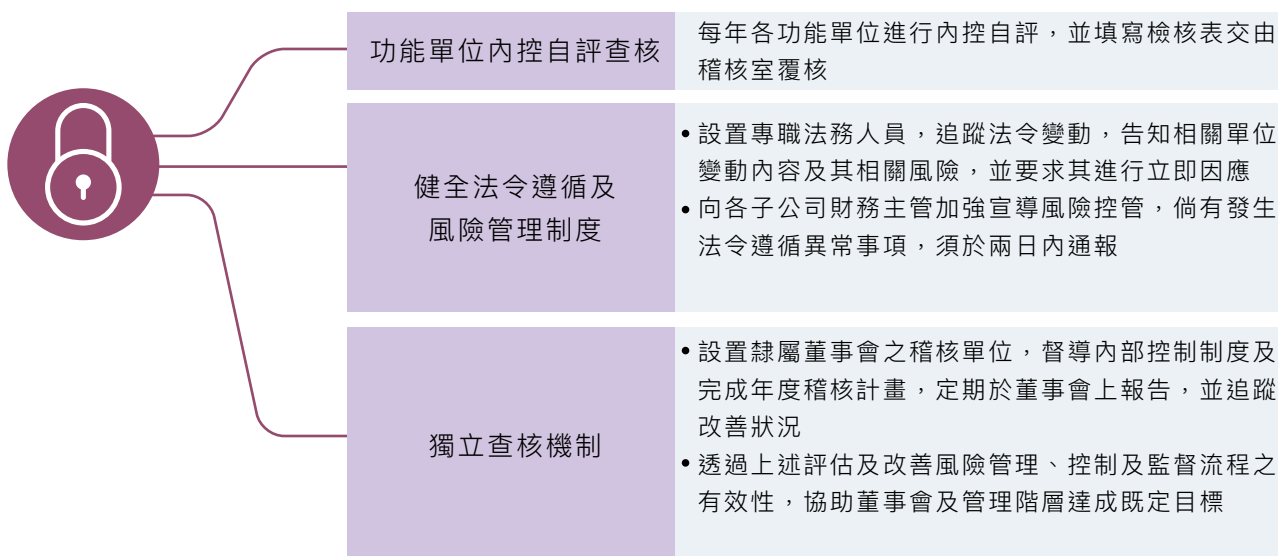 功能單位內控自評查核
每年各功能單位進行內控自評，並填寫檢核表交由
稽核室覆核
健全法令遵循及
風險管理制度
•設置專職法務人員，追蹤法令變動，告知相關單位
變動內容及其相關風險，並要求其進行立即因應
•向各子公司財務主管加強宣導風險控管，倘有發生
法令遵循異常事項，須於兩日內通報
獨立查核機制
•設置隸屬董事會之稽核單位，督導內部控制制度及
完成年度稽核計畫，定期於董事會上報告，並追蹤
改善狀況
•透過上述評估及改善風險管理、控制及監督流程之
有效性，協助董事會及管理階層達成既定目標